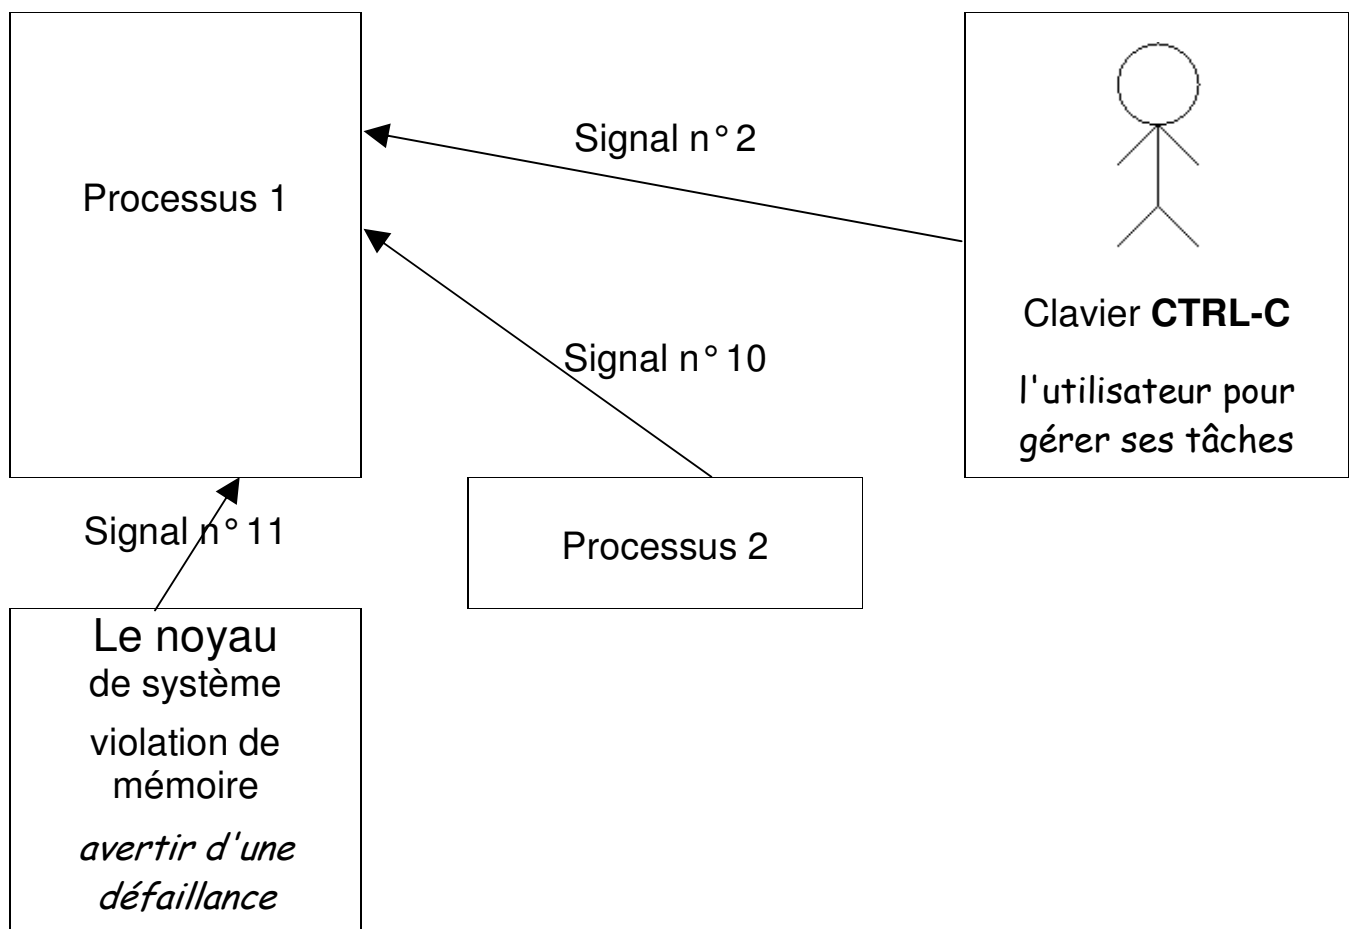 Processus 1
Signal n° 2
Clavier CTRL-C
l'utilisateur pour
gérer ses tâches
Signal n° 10
Processus 2
Signal n° 11
Le noyau
de système
violation de
mémoire
avertir d'une
défaillance